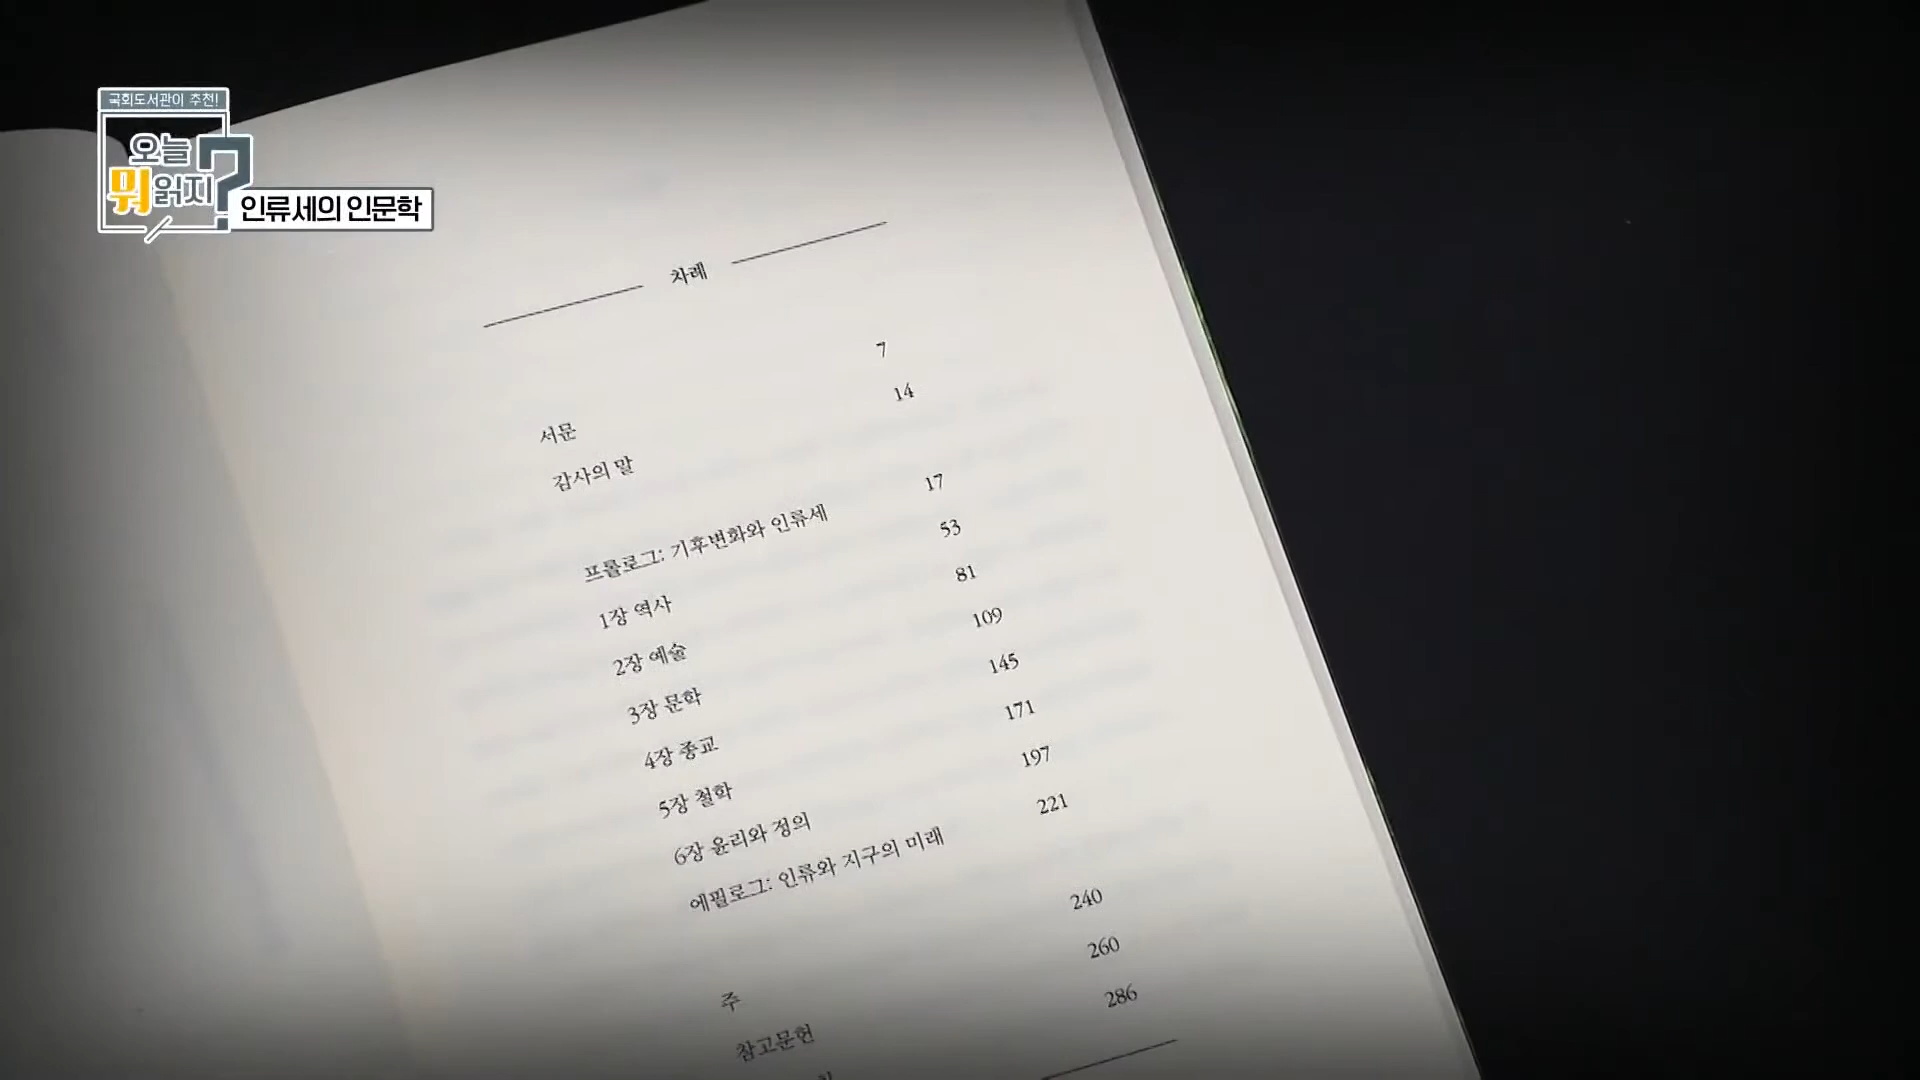 국회도서관이 추천!
오늘
뭐읽지?
인류세의 인문학
차례
서문 7
감사의 말 14
프롤로그: 기후변화와 인류세 17
1장 역사 53
2장 예술 81
3장 문학 109
4장 종교 145
5장 철학 171
6장 윤리와 정의 197
에필로그: 인류와 지구의 미래 221
주 240
참고문헌 260
286